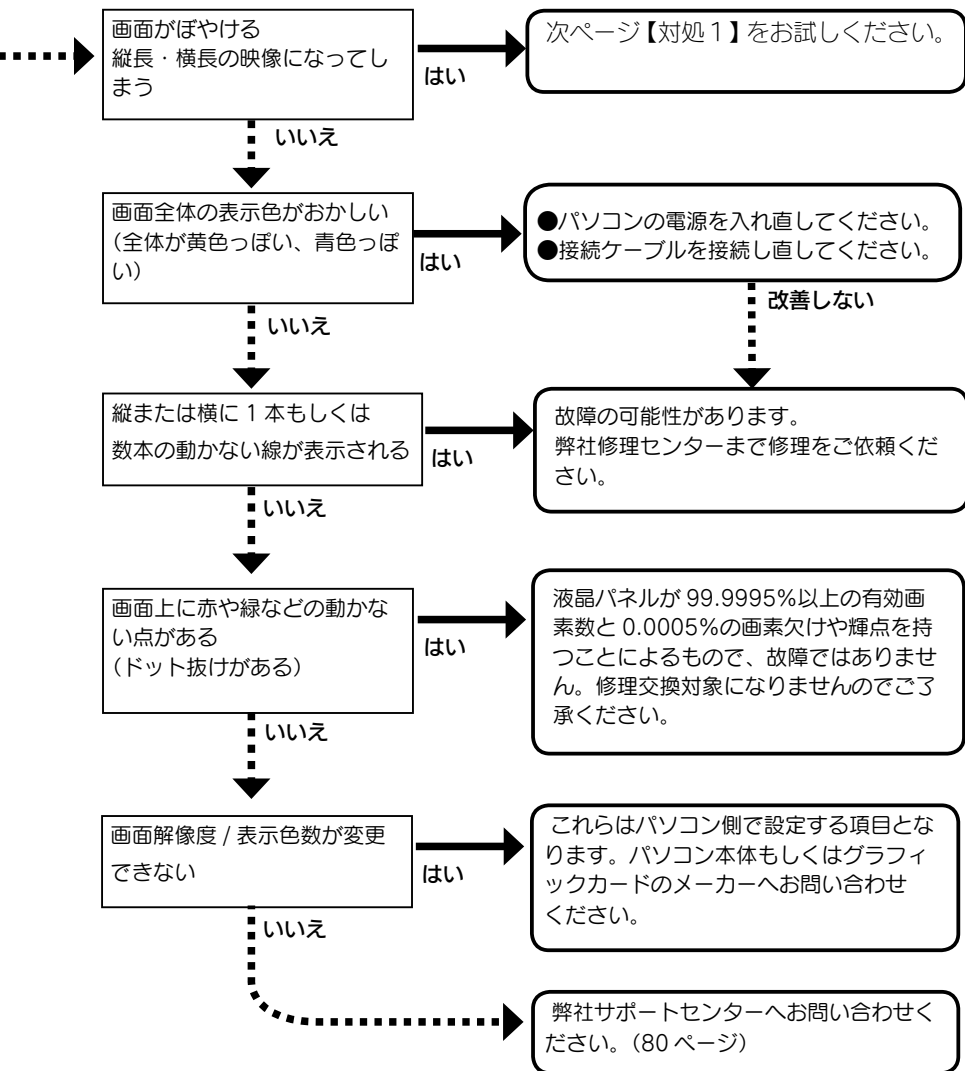 画面がぼやける
縦長・横長の映像になってし
まう
はい
次ページ【対処1】をお試しください。
いいえ
画面全体の表示色がおかしい
（全体が黄色っぽい、青色っぽ
い）
はい
●パソコンの電源を入れ直してください。
●接続ケーブルを接続し直してください。
改善しない
いいえ
縦または横に1本もしくは
数本の動かない線が表示される
はい
故障の可能性があります。
弊社修理センターまで修理をご依頼くだ
さい。
いいえ
画面上に赤や緑などの動かな
い点がある
（ドット抜けがある）
はい
液晶パネルが 99.9995%以上の有効画
素数と 0.0005%の画素欠けや輝点を持
つことによるもので、故障ではありませ
ん。修理交換対象になりませんのでご了
承ください。
いいえ
画面解像度 / 表示色数が変更
できない
はい
これらはパソコン側で設定する項目とな
ります。パソコン本体もしくはグラフィ
ックカードのメーカーへお問い合わせ
ください。
いいえ
弊社サポートセンターへお問い合わせく
ださい。（80 ページ）